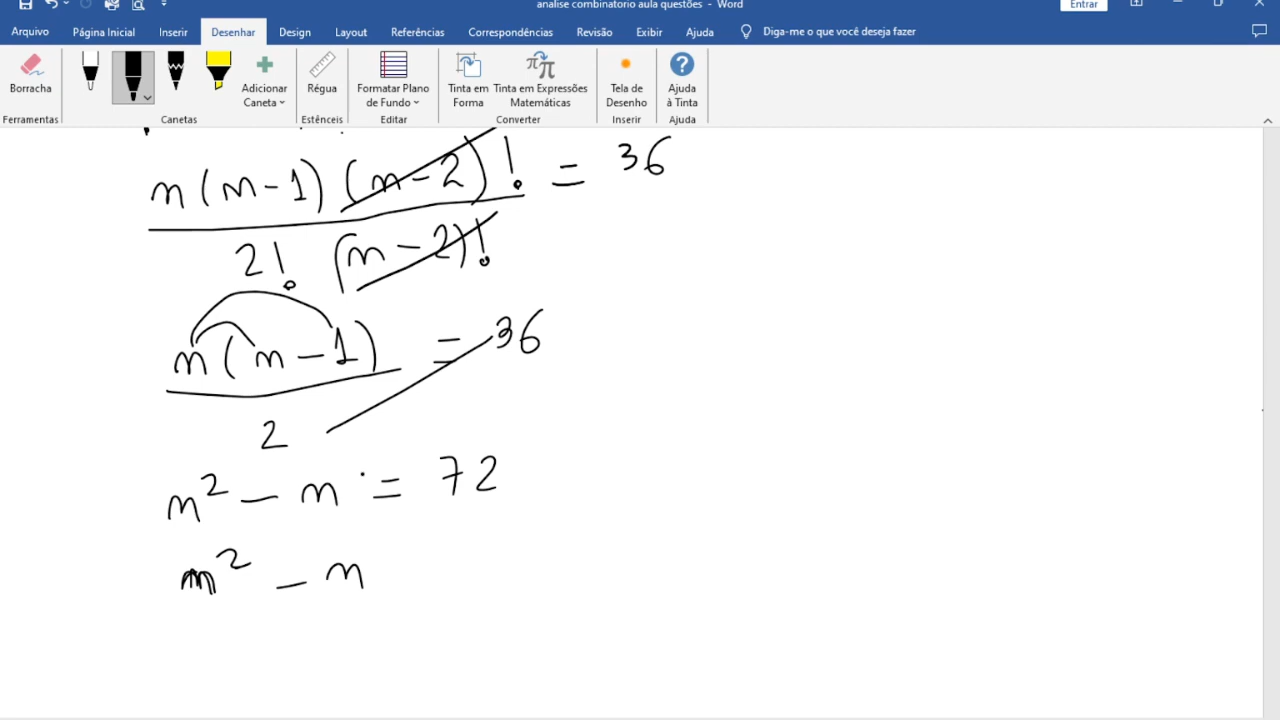 analise combinatorio aula questões - Word
Entrar
Arquivo Página Inicial Inserir Desenhar Design Layout Referências Correspondências Revisão Exibir Ajuda Diga-me o que você deseja fazer
Borracha
Adicionar Caneta
Régua
Formatar Plano de Fundo
Tinta em Forma
Tinta em Expressões Matemáticas
Tela de Desenho
Ajuda à Tinta
Ferramentas Canetas Estênceis Editar Converter Inserir Ajuda
n(n-1)(n-2)! = 36
2! (n-2)!
n(n-1) = 36
2
n² - n = 72
n² - n